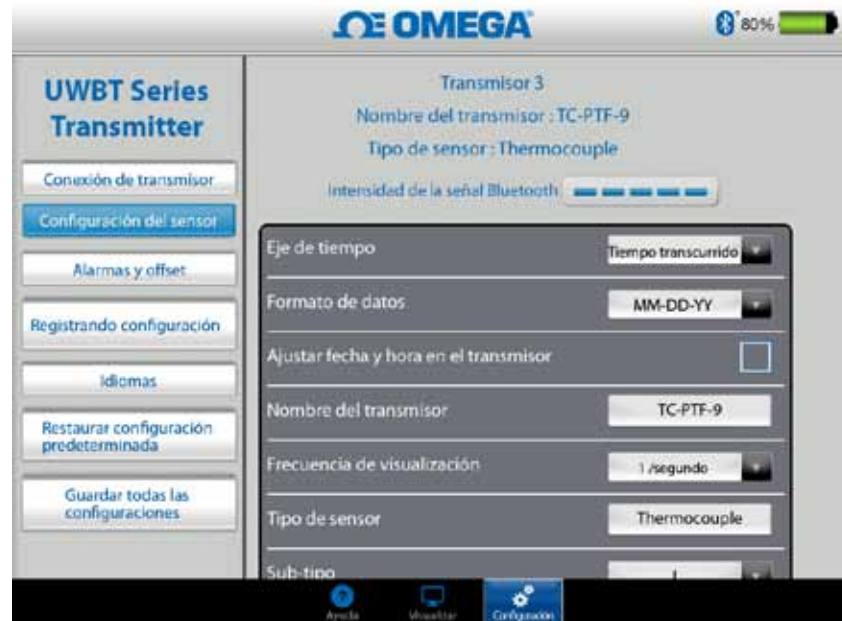 OMEGA
80%
UWBT Series
Transmitter
Conexión de transmisor
Configuración del sensor
Alarmas y offset
Registrando configuración
Idiomas
Restaurar configuración
predeterminada
Guardar todas las
configuraciones
Transmisor 3
Nombre del transmisor : TC-PTF-9
Tipo de sensor : Thermocouple
Intensidad de la señal Bluetooth
Eje de tiempo
Tiempo transcurrido
Formato de datos
MM-DD-YY
Ajustar fecha y hora en el transmisor
Nombre del transmisor
TC-PTF-9
Frecuencia de visualización
1 /segundo
Tipo de sensor
Thermocouple
Sub-tipo
Ayuda
Visualizar
Configuración